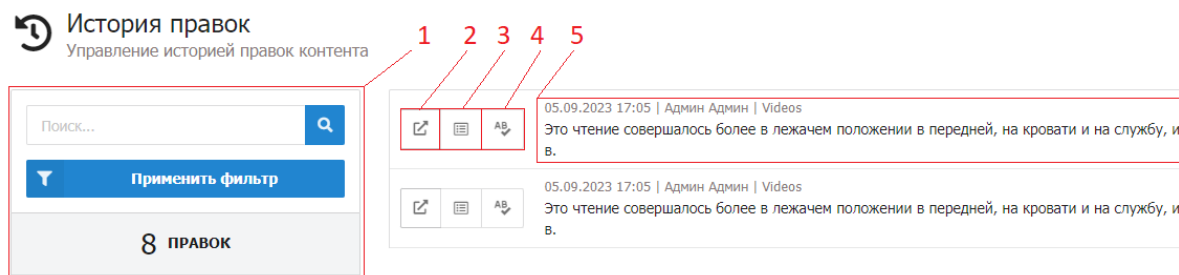 История правок
Управление историей правок контента
1 2 3 4 5
Поиск...
Применить фильтр
8 ПРАВОК
05.09.2023 17:05 | Админ Админ | Videos
Это чтение совершалось более в лежачем положении в передней, на кровати и на службу, и
в.
05.09.2023 17:05 | Админ Админ | Videos
Это чтение совершалось более в лежачем положении в передней, на кровати и на службу, и
в.